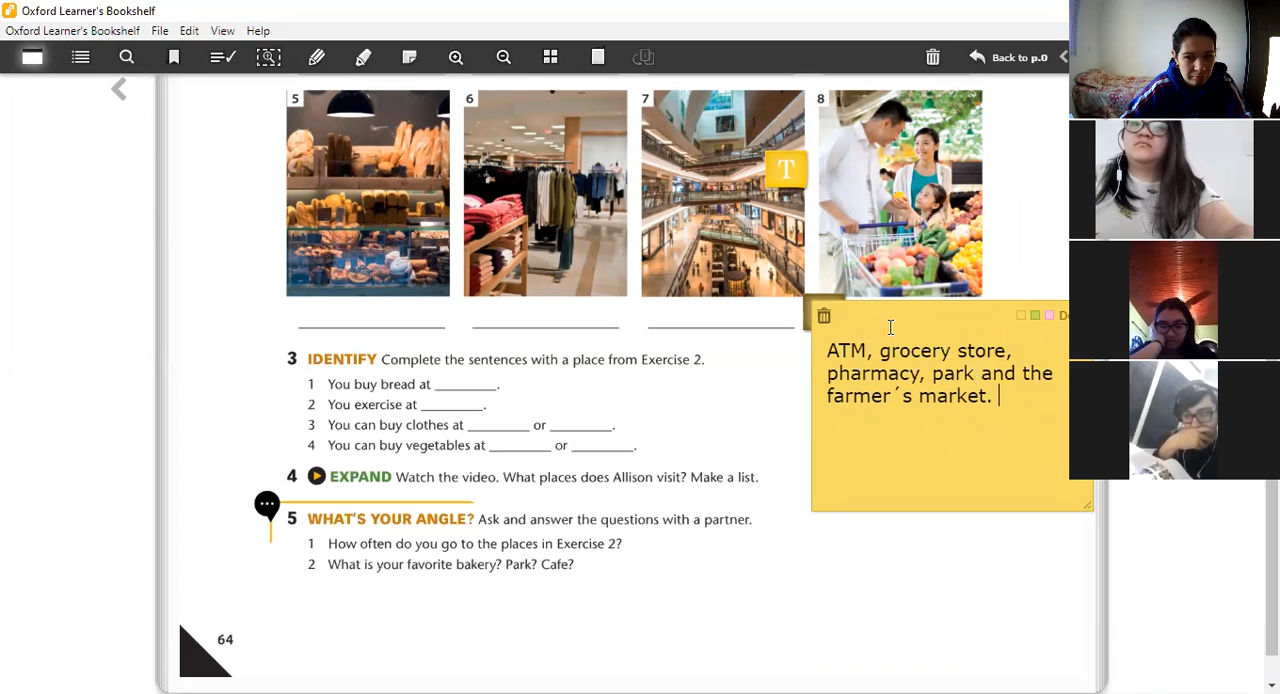 Oxford Learner's Bookshelf
Oxford Learner's Bookshelf File Edit View Help
Back to p.0
5
6
7
8
T
ATM, grocery store,
pharmacy, park and the
farmer´s market.
3 IDENTIFY Complete the sentences with a place from Exercise 2.
1 You buy bread at ________.
2 You exercise at ________.
3 You can buy clothes at ________ or ________.
4 You can buy vegetables at ________ or ________.
4 EXPAND Watch the video. What places does Allison visit? Make a list.
5 WHAT'S YOUR ANGLE? Ask and answer the questions with a partner.
1 How often do you go to the places in Exercise 2?
2 What is your favorite bakery? Park? Cafe?
64